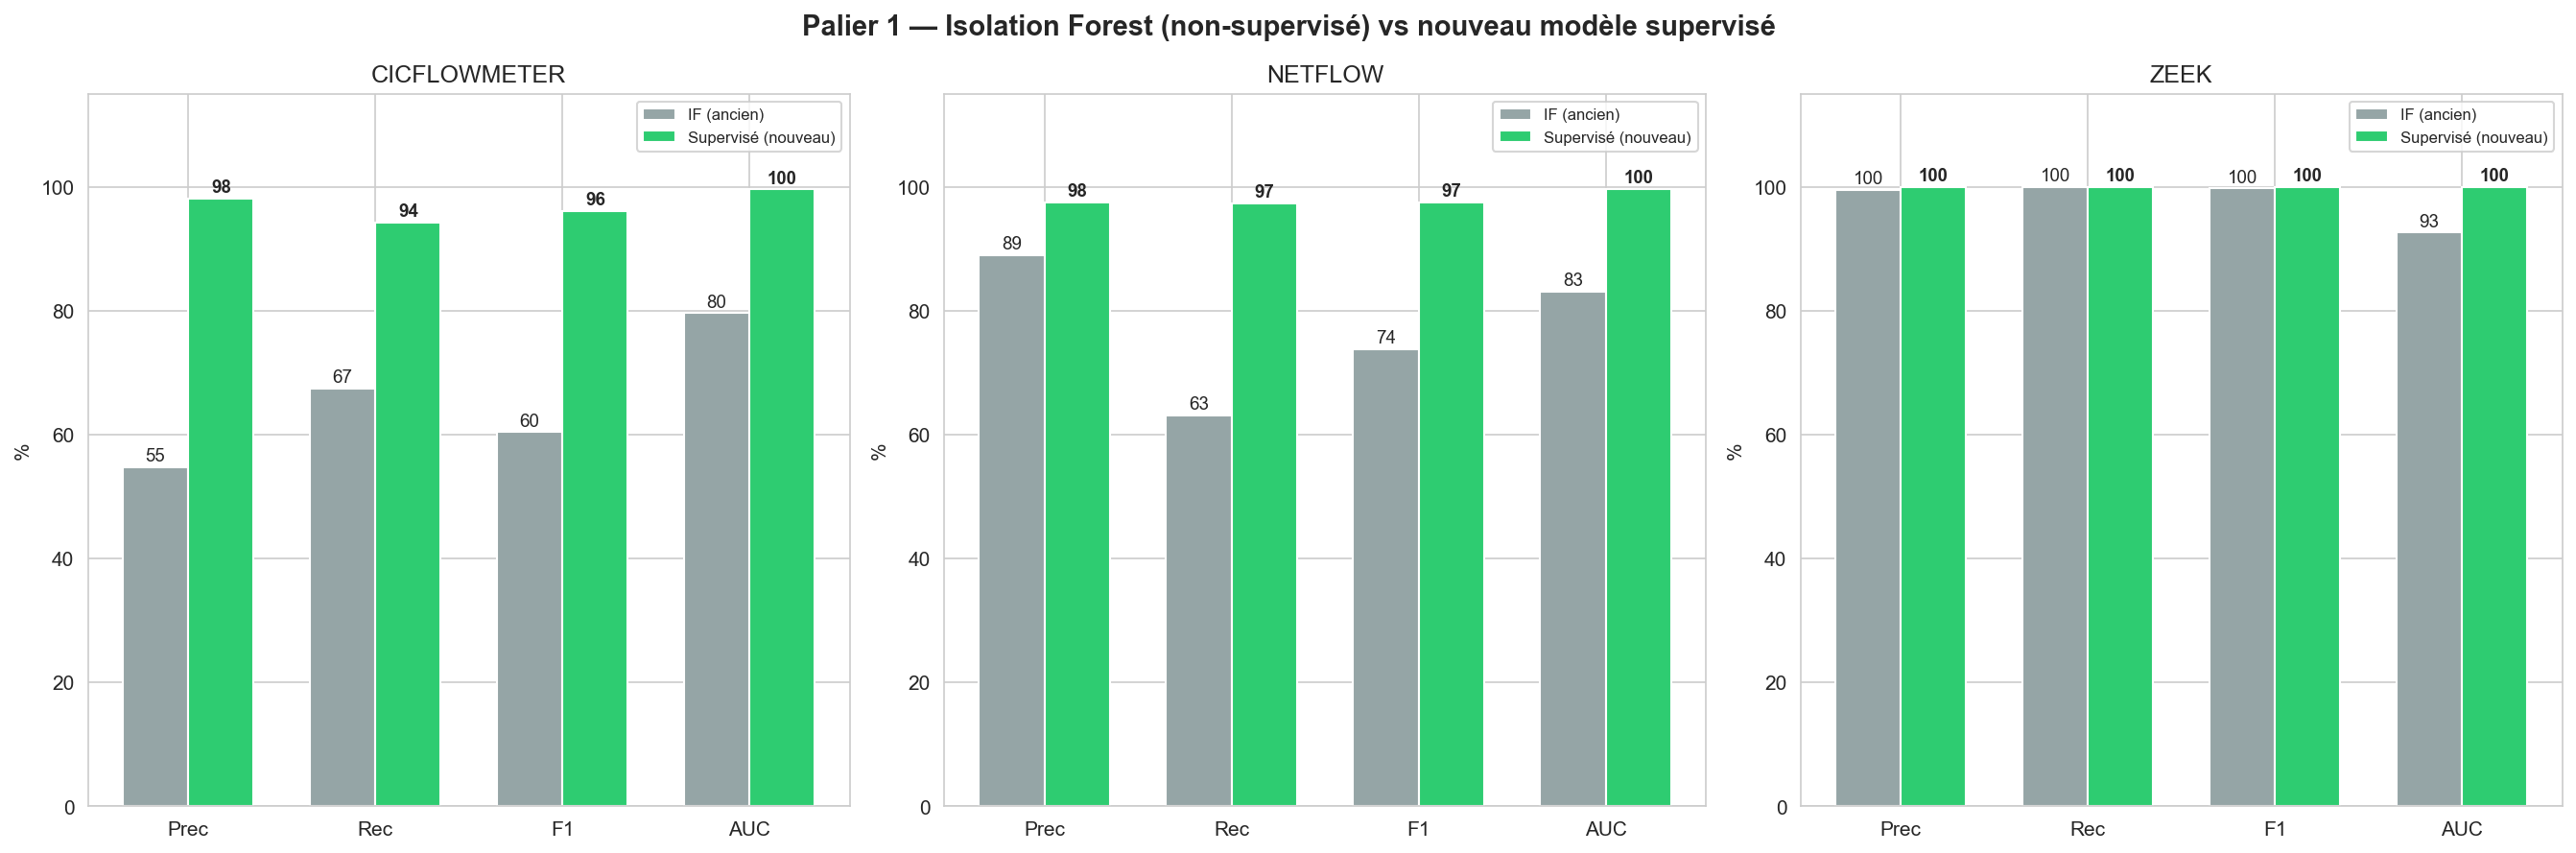 Palier 1 — Isolation Forest (non-supervisé) vs nouveau modèle supervisé
CICFLOWMETER
IF (ancien)
Supervisé (nouveau)
%
100
80
60
40
20
0
55
98
67
94
60
96
80
100
Prec
Rec
F1
AUC
NETFLOW
IF (ancien)
Supervisé (nouveau)
%
100
80
60
40
20
0
89
98
63
97
74
97
83
100
Prec
Rec
F1
AUC
ZEEK
IF (ancien)
Supervisé (nouveau)
%
100
80
60
40
20
0
100
100
100
100
100
100
93
100
Prec
Rec
F1
AUC